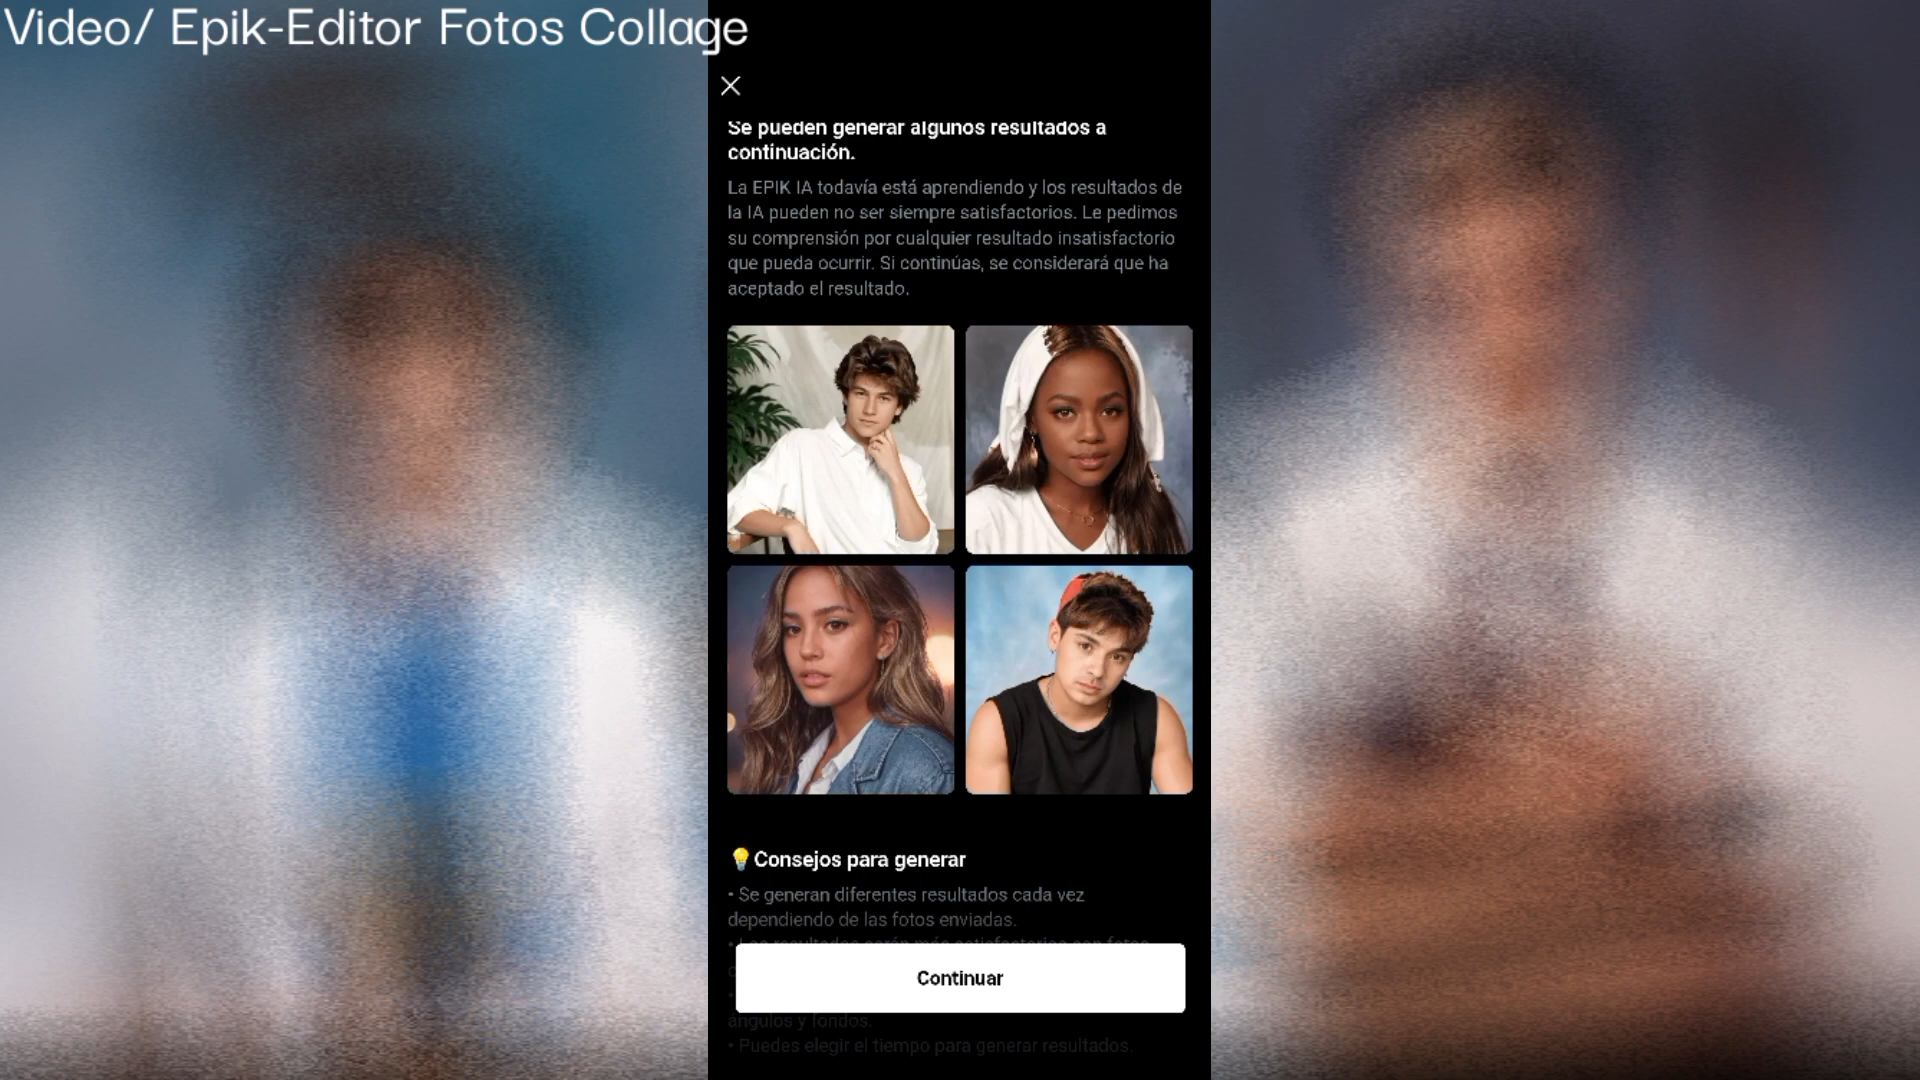 Video/ Epik-Editor Fotos Collage
Se pueden generar algunos resultados a
continuación.
La EPIK IA todavía está aprendiendo y los resultados de
la IA pueden no ser siempre satisfactorios. Le pedimos
su comprensión por cualquier resultado insatisfactorio
que pueda ocurrir. Si continúas, se considerará que ha
aceptado el resultado.
💡Consejos para generar
• Se generan diferentes resultados cada vez
dependiendo de las fotos enviadas.
Continuar
ángulos y fondos.
• Puedes elegir el tiempo para generar resultados.